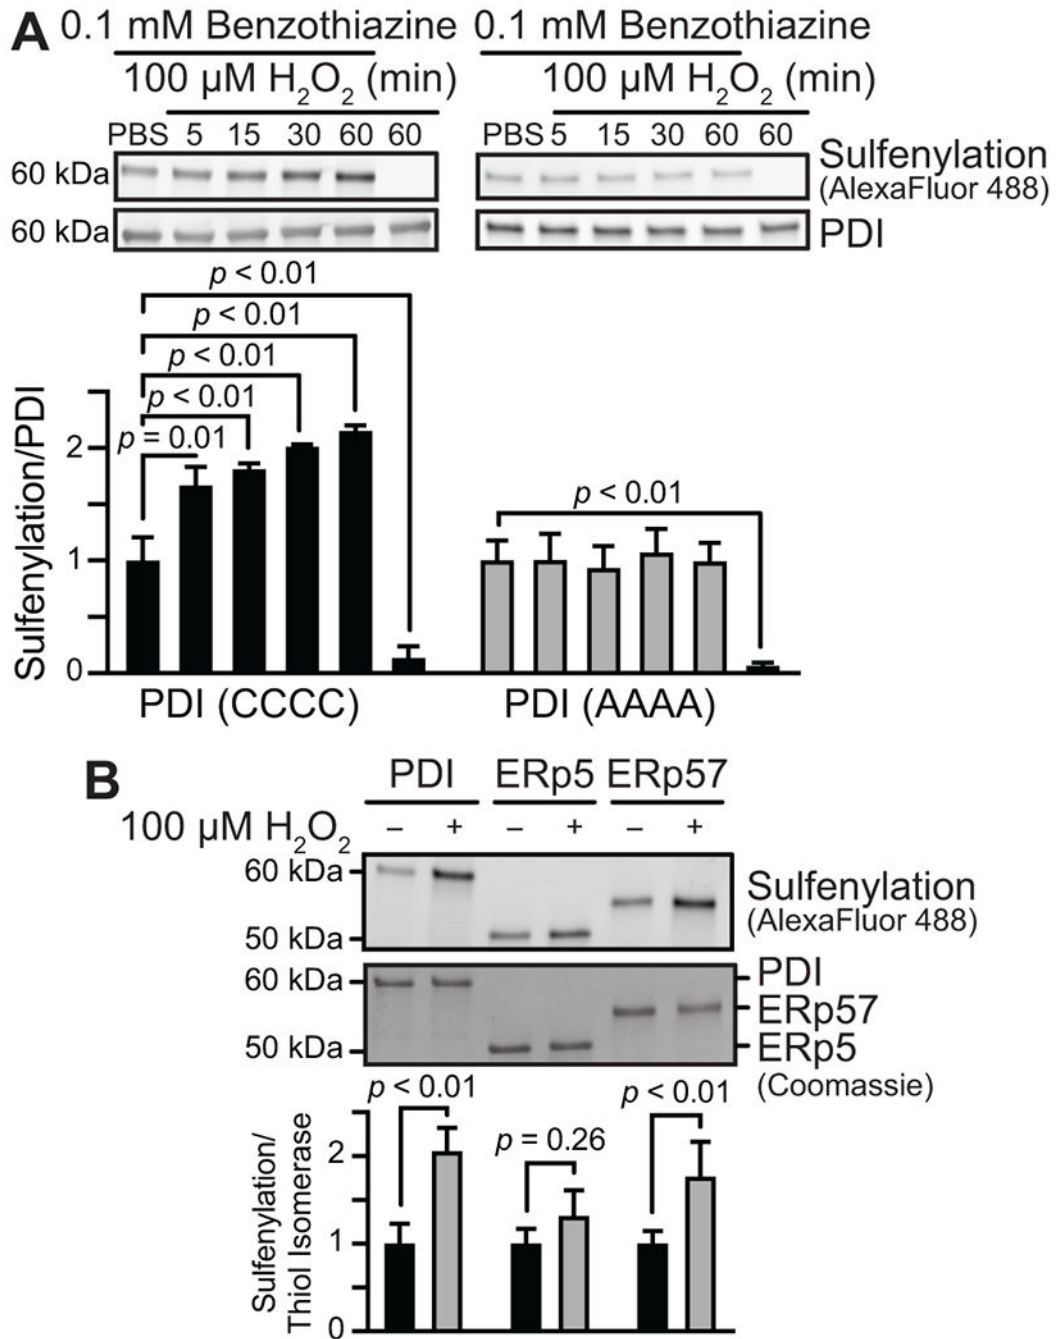 A 0.1 mM Benzothiazine 0.1 mM Benzothiazine
100 µM H₂O₂ (min) 100 µM H₂O₂ (min)
PBS 5 15 30 60 60 PBS 5 15 30 60 60
60 kDa Sulfenylation
(AlexaFluor 488)
60 kDa PDI
p < 0.01
p < 0.01
p < 0.01
p < 0.01
p = 0.01
p < 0.01
Sulfenylation/PDI
2
1
0
PDI (CCCC) PDI (AAAA)
B PDI ERp5 ERp57
100 µM H₂O₂ – + – + – +
60 kDa
50 kDa
Sulfenylation
(AlexaFluor 488)
60 kDa
50 kDa
PDI
ERp57
ERp5
(Coomassie)
p < 0.01 p = 0.26 p < 0.01
Sulfenylation/
Thiol Isomerase
2
1
0